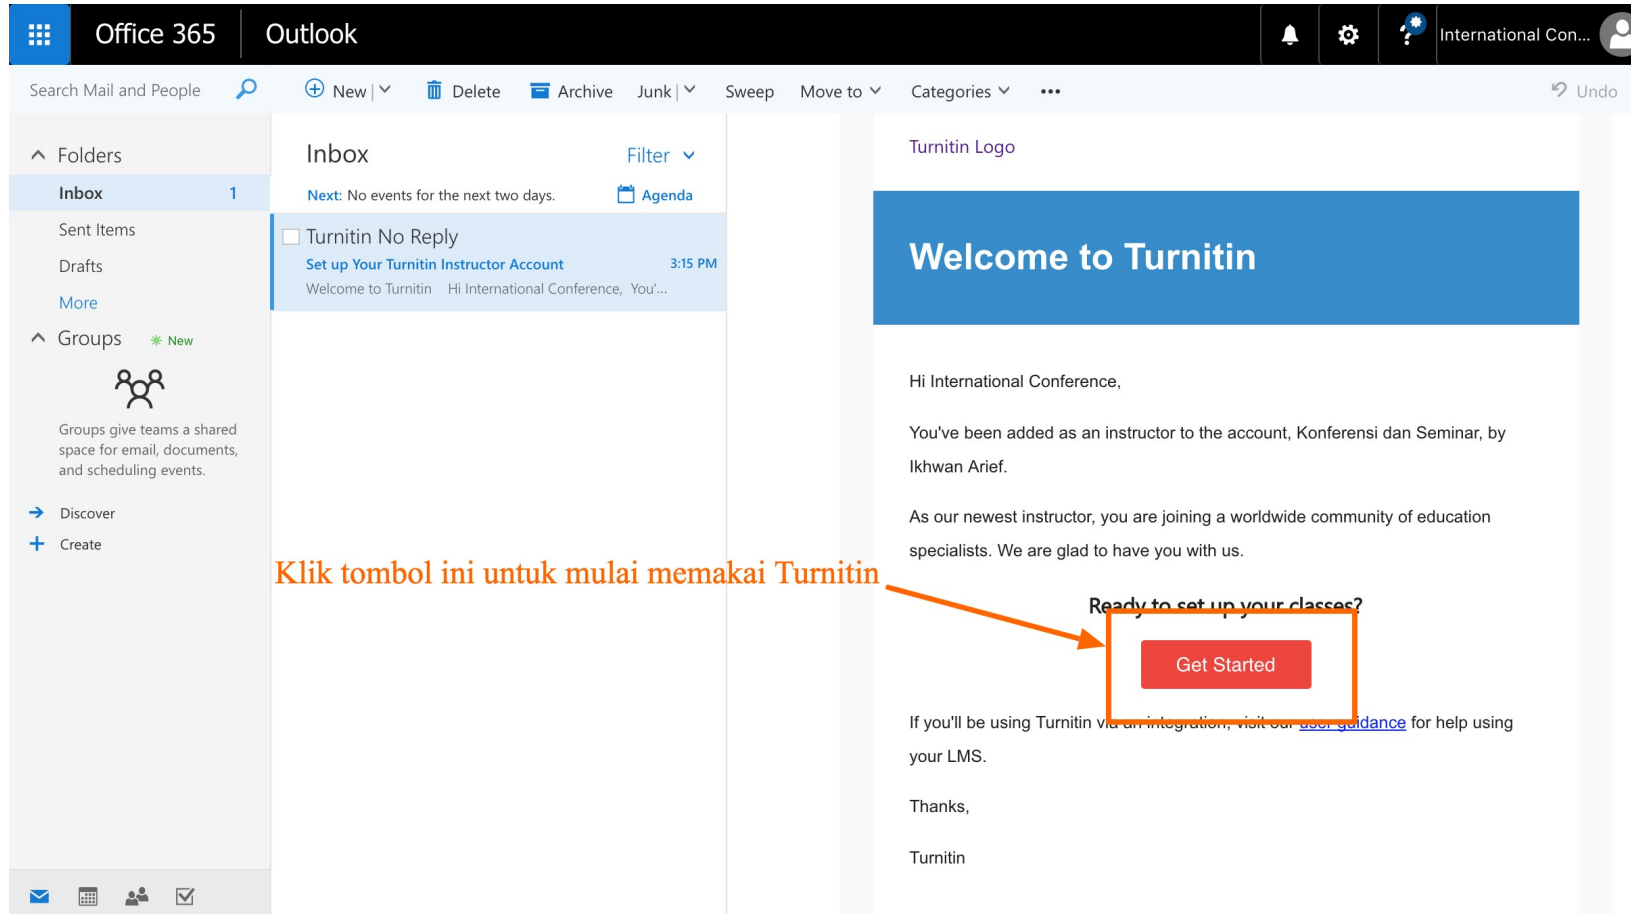 Office 365
Outlook
International Con...
Search Mail and People
New
Delete
Archive
Junk
Sweep
Move to
Categories
•••
Undo
Folders
Inbox 1
Sent Items
Drafts
More
Groups
New
Groups give teams a shared
space for email, documents,
and scheduling events.
Discover
Create
Inbox
Filter
Next: No events for the next two days.
Agenda
Turnitin No Reply
Set up Your Turnitin Instructor Account 3:15 PM
Welcome to Turnitin Hi International Conference, You'...
Klik tombol ini untuk mulai memakai Turnitin
Turnitin Logo
Welcome to Turnitin
Hi International Conference,
You've been added as an instructor to the account, Konferensi dan Seminar, by
Ikhwan Arief.
As our newest instructor, you are joining a worldwide community of education
specialists. We are glad to have you with us.
Ready to set up your classes?
Get Started
If you'll be using Turnitin via an integration, visit our user guidance for help using
your LMS.
Thanks,
Turnitin